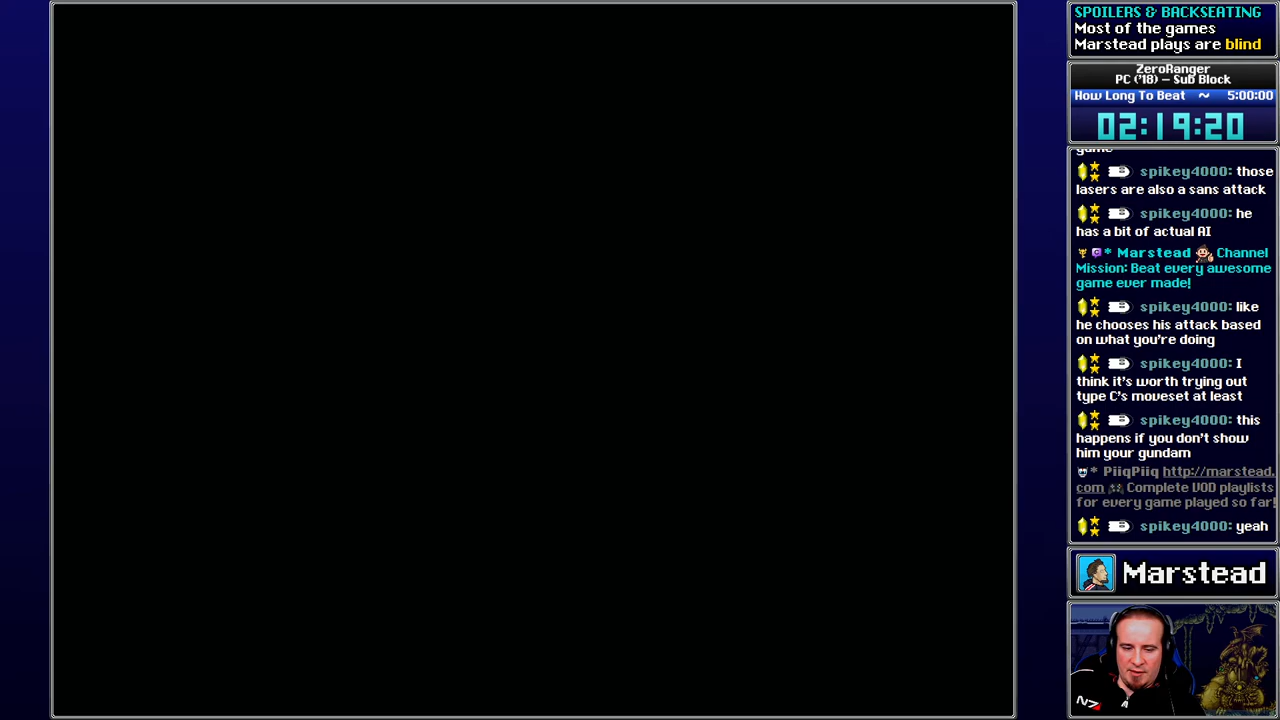 SPOILERS & BACKSEATING
Most of the games
Marstead plays are blind
ZeroRanger
PC ('18) – Sub Block
How Long To Beat ~ 5:00:00
02:19:20
game
spikey4000: those
lasers are also a sans attack
spikey4000: he
has a bit of actual AI
* Marstead Channel
Mission: Beat every awesome
game ever made!
spikey4000: like
he chooses his attack based
on what you're doing
spikey4000: I
think it's worth trying out
type C's moveset at least
spikey4000: this
happens if you don't show
him your gundam
* PiiqPiiq http://marstead.
com Complete VOD playlists
for every game played so far!
spikey4000: yeah
Marstead
N7